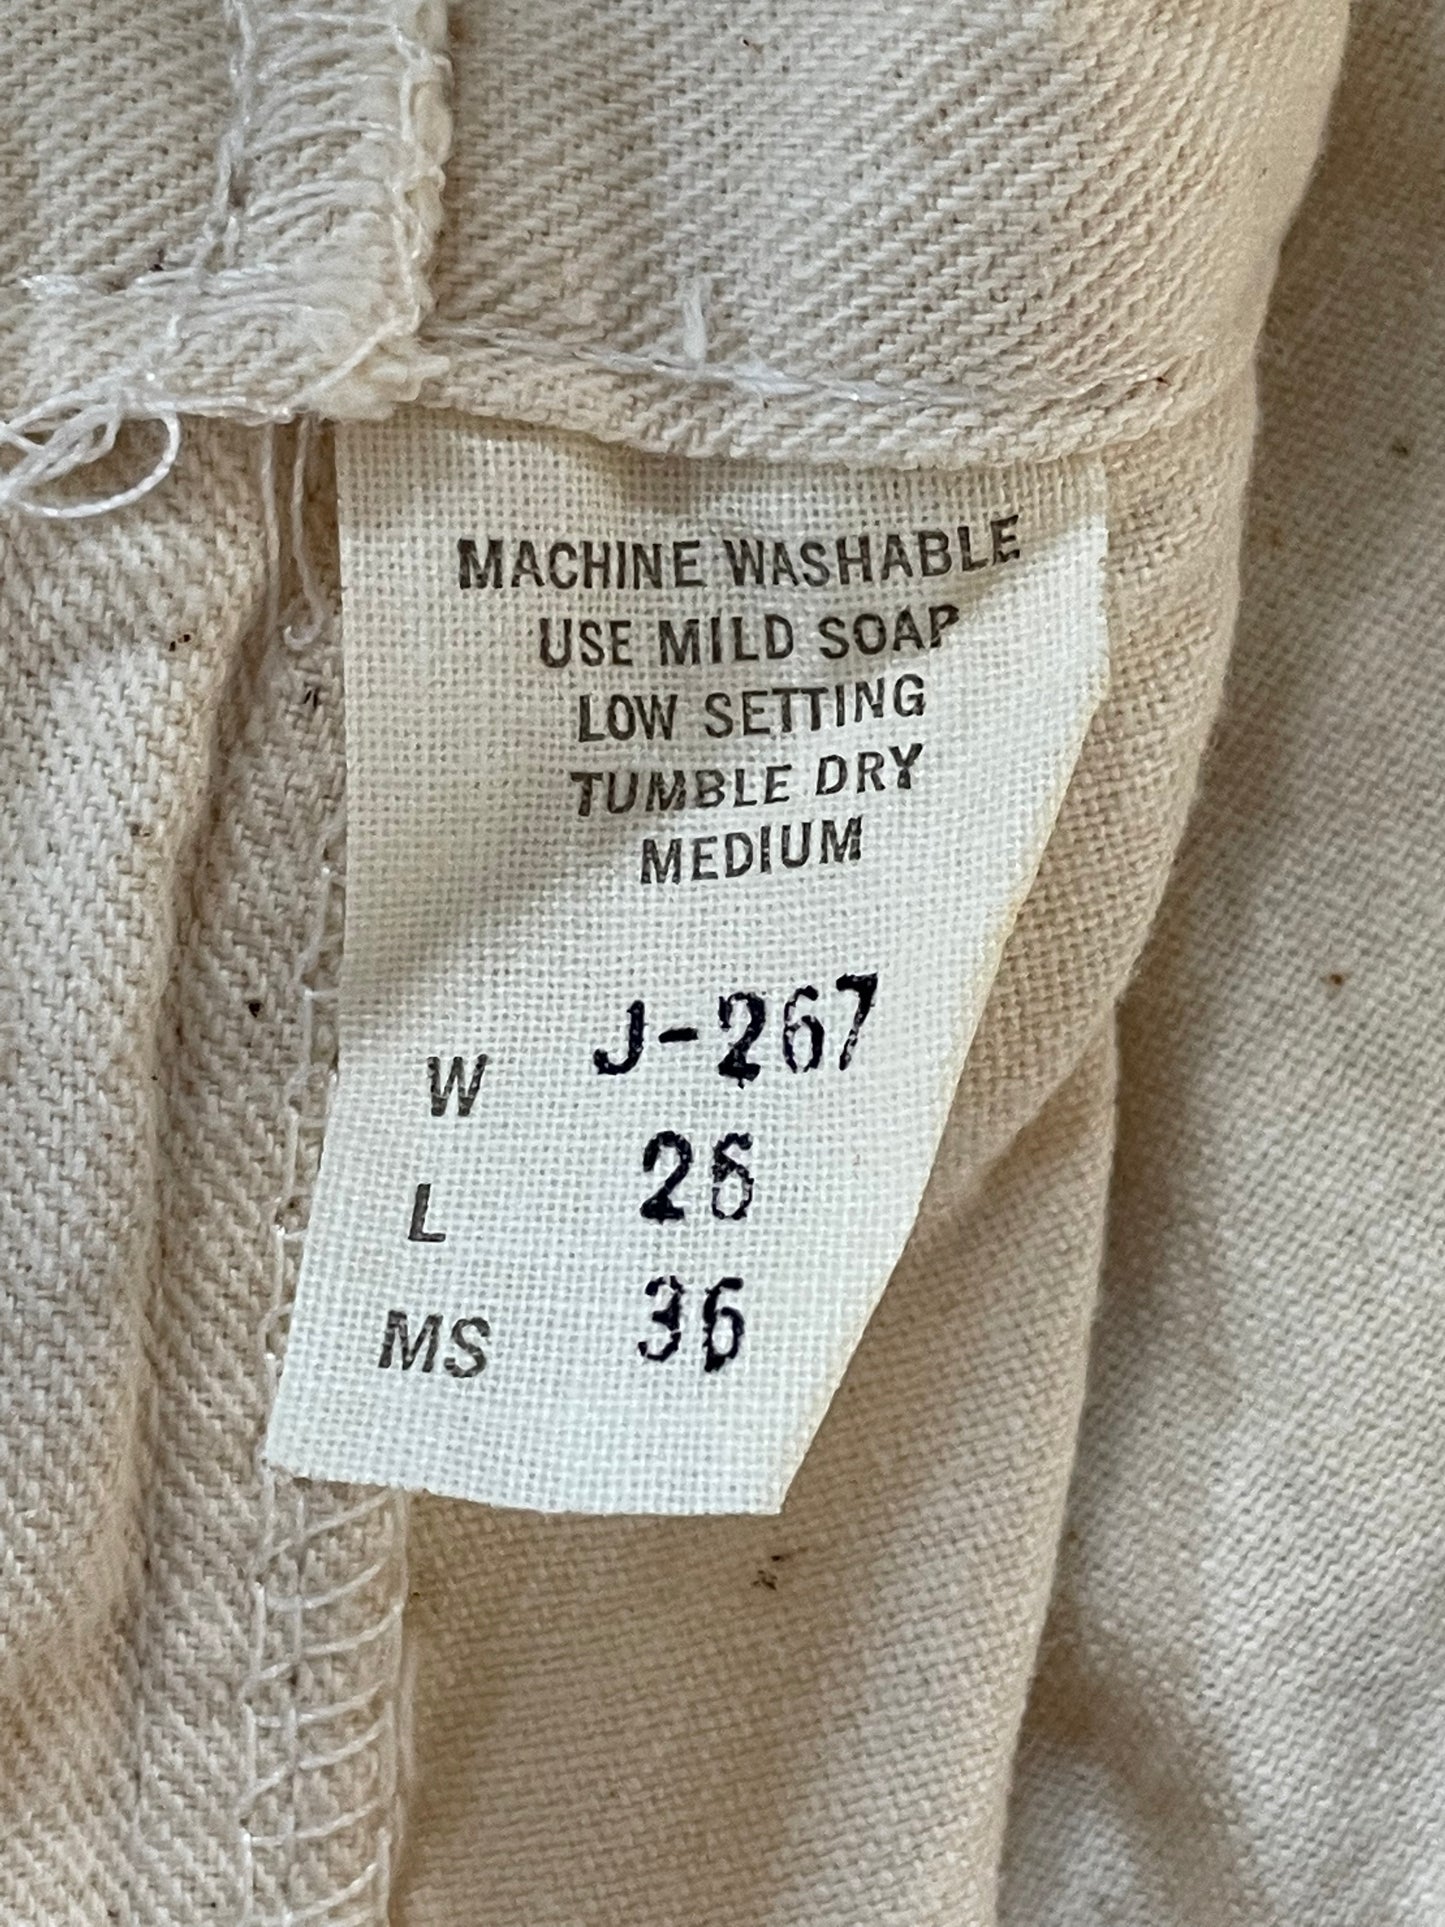 MACHINE WASHABLE
USE MILD SOAP
LOW SETTING
TUMBLE DRY
MEDIUM
J-267
W
26
L
36
MS